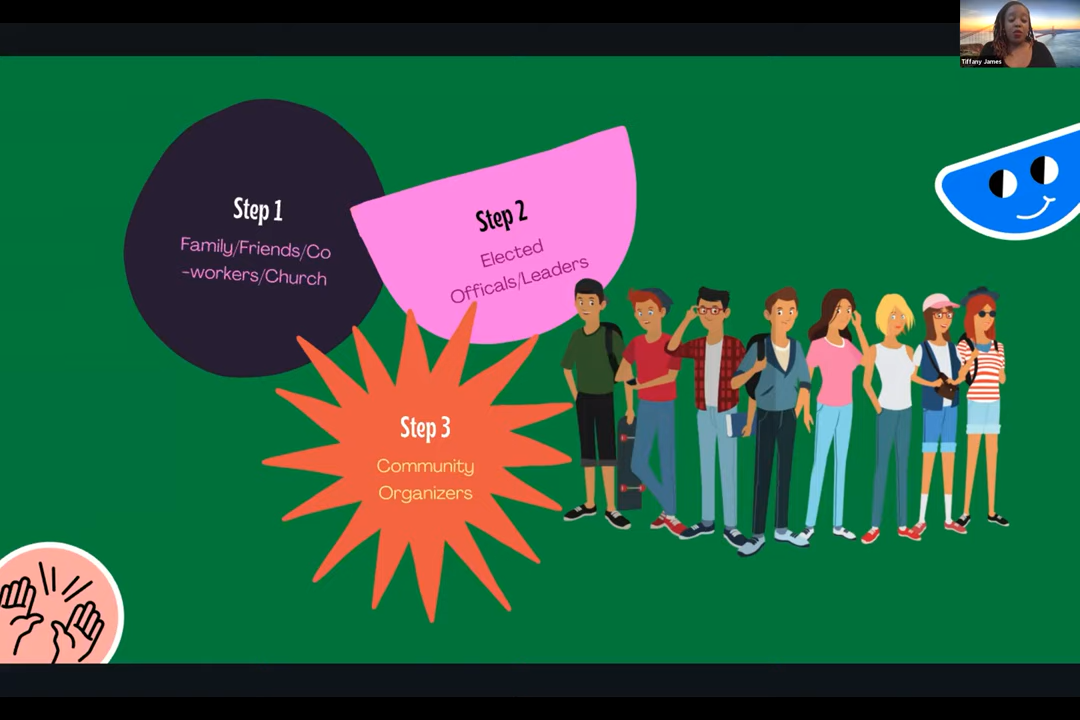 Tiffany James
Step 1
Family/Friends/Co
-workers/Church
Step 2
Elected
Officals/Leaders
Step 3
Community
Organizers